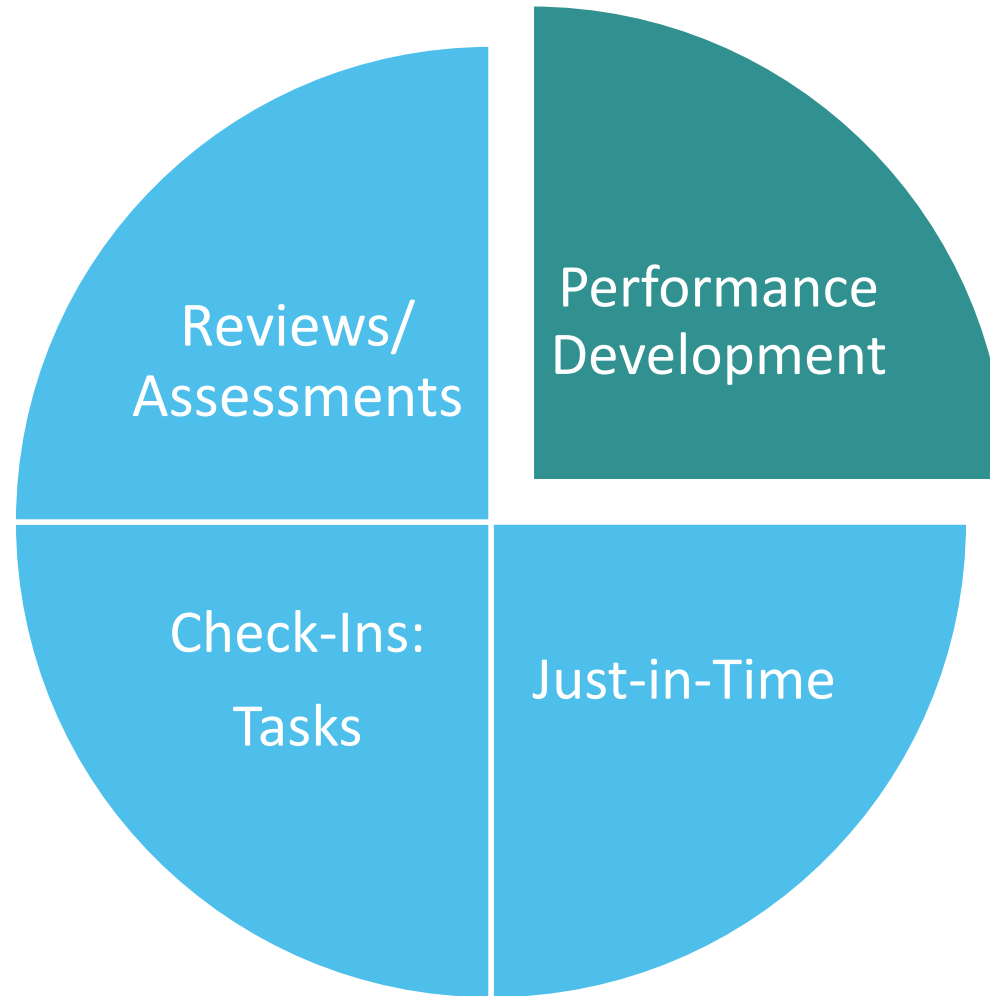 Reviews/
Assessments
Performance
Development
Check-Ins:
Tasks
Just-in-Time